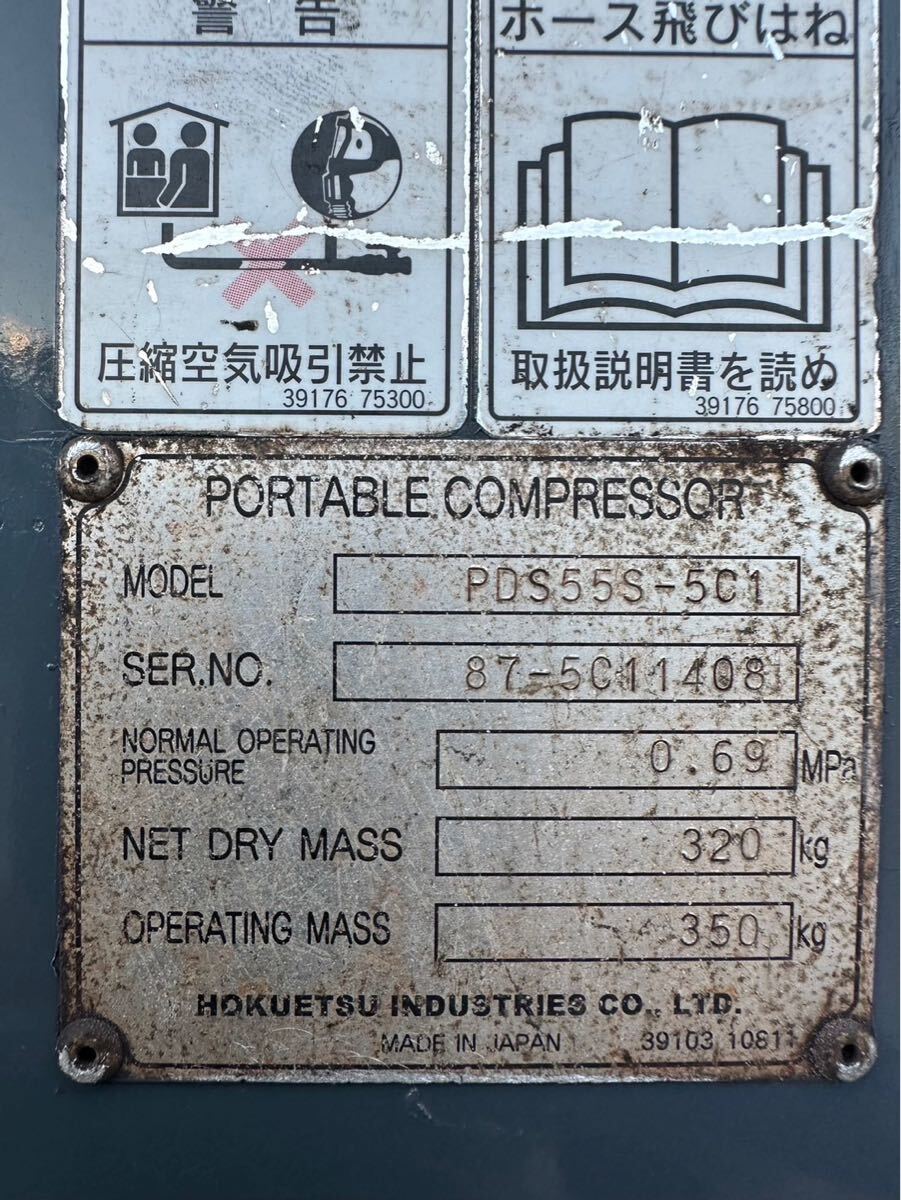 警告
圧縮空気吸引禁止
39176 75300
ホース飛びはね
取扱説明書を読め
39176 75800
PORTABLE COMPRESSOR
MODEL PDS55S-5C1
SER.NO. 87-5C11408
NORMAL OPERATING
PRESSURE 0.69 MPa
NET DRY MASS 320 kg
OPERATING MASS 350 kg
HOKUETSU INDUSTRIES CO., LTD.
MADE IN JAPAN 39103 10811